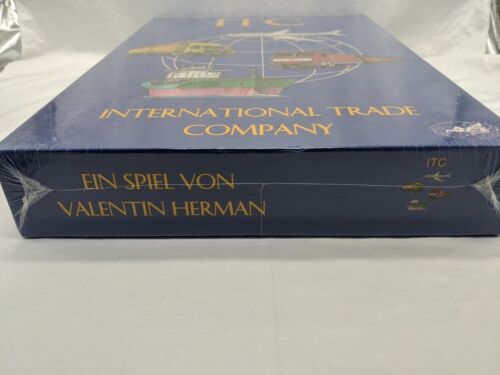 ITC
INTERNATIONAL TRADE
COMPANY
EIN SPIEL VON
VALENTIN HERMAN
ITC